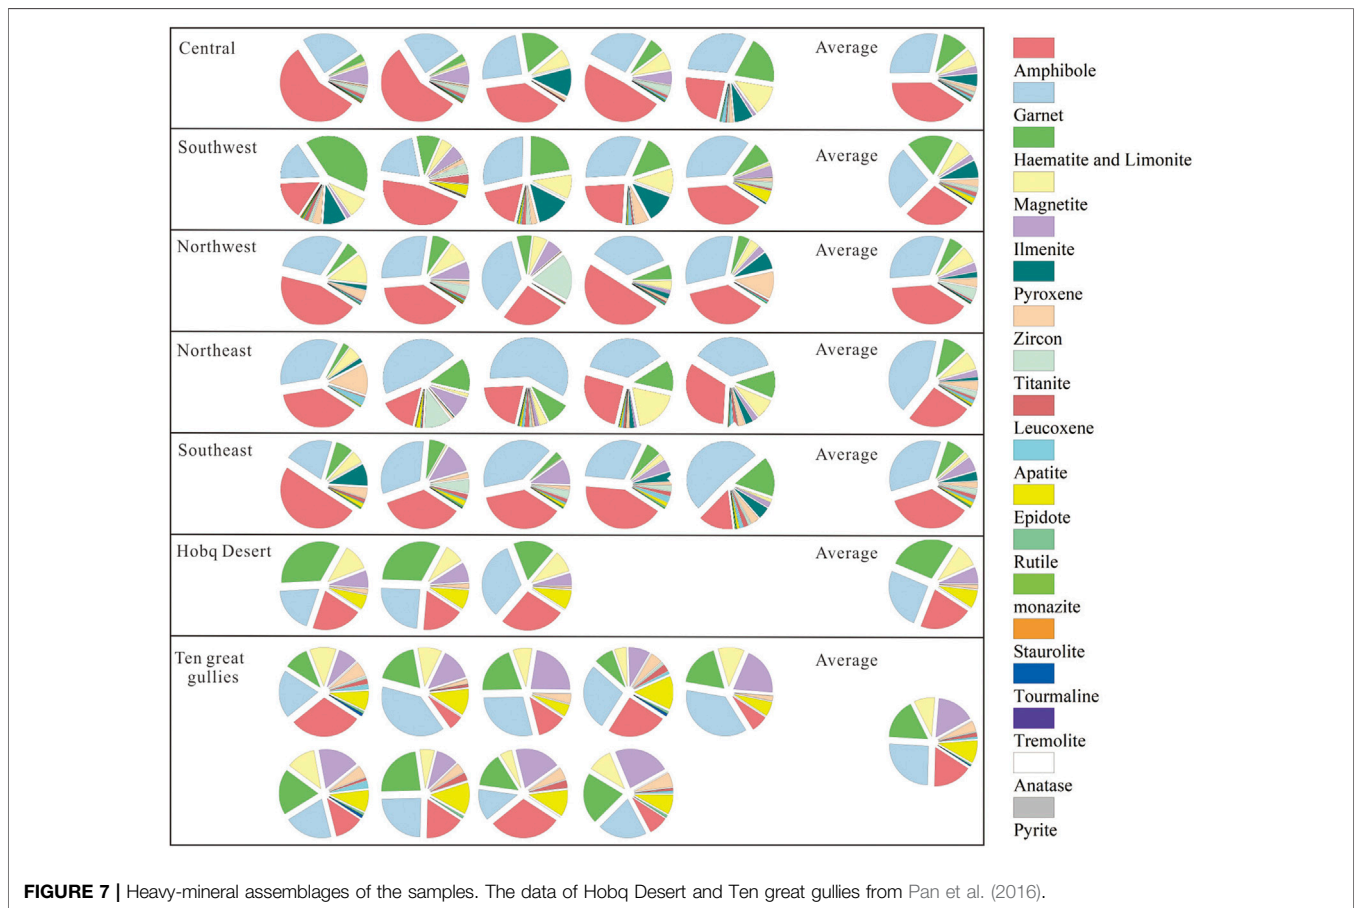 Central
Average
Southwest
Average
Northwest
Average
Northeast
Average
Southeast
Average
Hobq Desert
Average
Ten great
gullies
Average
Amphibole
Garnet
Haematite and Limonite
Magnetite
Ilmenite
Pyroxene
Zircon
Titanite
Leucoxene
Apatite
Epidote
Rutile
monazite
Staurolite
Tourmaline
Tremolite
Anatase
Pyrite
FIGURE 7 | Heavy-mineral assemblages of the samples. The data of Hobq Desert and Ten great gullies from Pan et al. (2016).